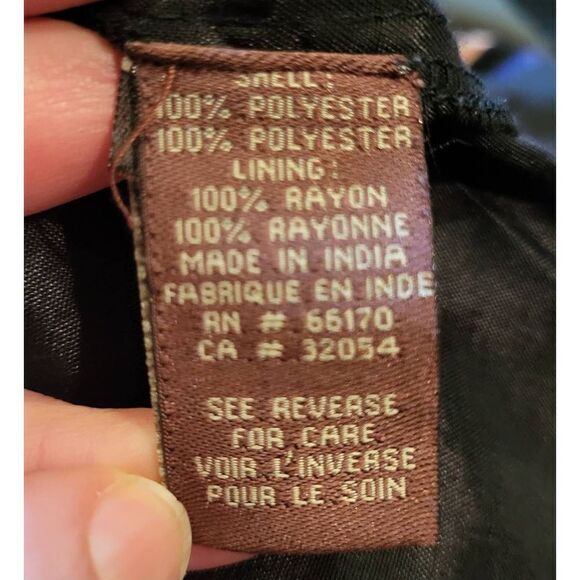 SHELL:
100% POLYESTER
100% POLYESTER
LINING:
100% RAYON
100% RAYONNE
MADE IN INDIA
FABRIQUE EN INDE
RN # 66170
CA # 32054
SEE REVERSE
FOR CARE
VOIR L'INVERSE
POUR LE SOIN